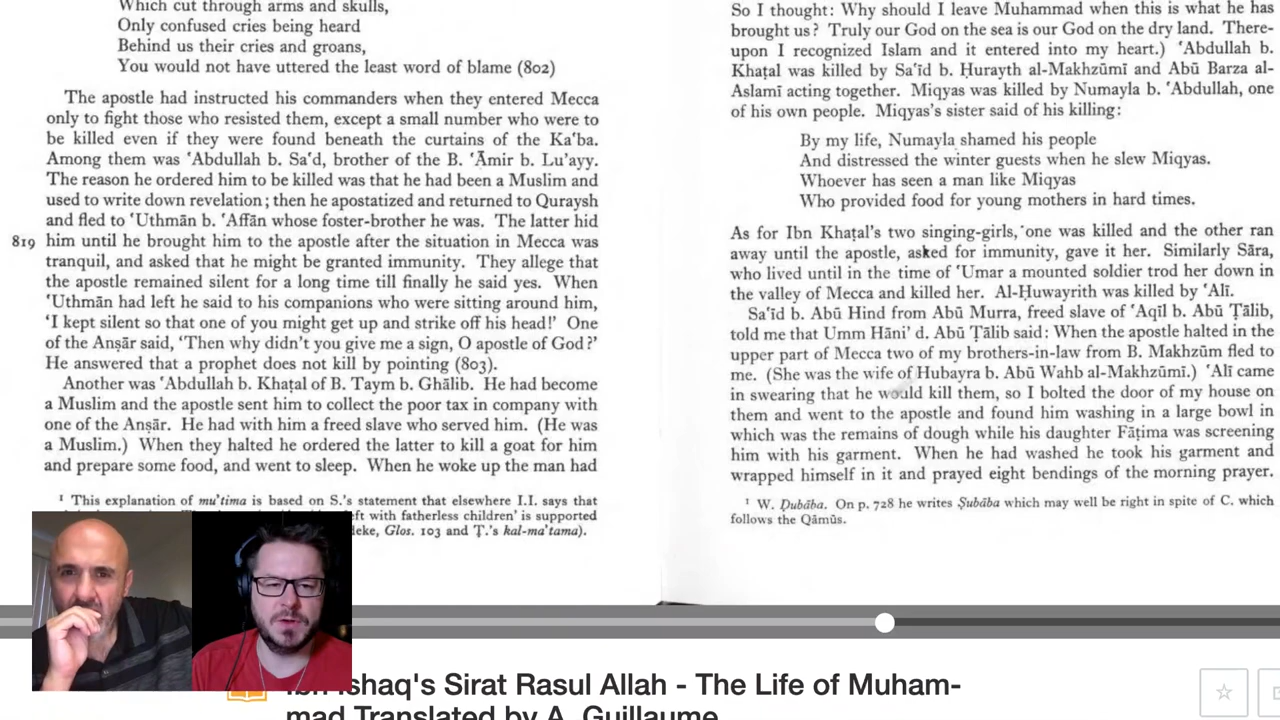 Which cut through arms and skulls,
Only confused cries being heard
Behind us their cries and groans,
You would not have uttered the least word of blame (802)
The apostle had instructed his commanders when they entered Mecca
only to fight those who resisted them, except a small number who were to
be killed even if they were found beneath the curtains of the Ka'ba.
Among them was 'Abdullah b. Sa'd, brother of the B. 'Āmir b. Lu'ayy.
The reason he ordered him to be killed was that he had been a Muslim and
used to write down revelation; then he apostatized and returned to Quraysh
and fled to 'Uthmān b. 'Affān whose foster-brother he was. The latter hid
819 him until he brought him to the apostle after the situation in Mecca was
tranquil, and asked that he might be granted immunity. They allege that
the apostle remained silent for a long time till finally he said yes. When
'Uthmān had left he said to his companions who were sitting around him,
'I kept silent so that one of you might get up and strike off his head!' One
of the Anṣār said, 'Then why didn't you give me a sign, O apostle of God?'
He answered that a prophet does not kill by pointing (803).
Another was 'Abdullah b. Khaṭal of B. Taym b. Ghālib. He had become
a Muslim and the apostle sent him to collect the poor tax in company with
one of the Anṣār. He had with him a freed slave who served him. (He was
a Muslim.) When they halted he ordered the latter to kill a goat for him
and prepare some food, and went to sleep. When he woke up the man had
¹ This explanation of mu'tima is based on S.'s statement that elsewhere I.I. says that
left with fatherless children' is supported
Glos. 103 and Ṭ.'s kal-ma'tama).
So I thought: Why should I leave Muhammad when this is what he has
brought us? Truly our God on the sea is our God on the dry land. There-
upon I recognized Islam and it entered into my heart.) 'Abdullah b.
Khaṭal was killed by Sa'īd b. Ḥurayth al-Makhzūmī and Abū Barza al-
Aslamī acting together. Miqyas was killed by Numayla b. 'Abdullah, one
of his own people. Miqyas's sister said of his killing:
By my life, Numayla shamed his people
And distressed the winter guests when he slew Miqyas.
Whoever has seen a man like Miqyas
Who provided food for young mothers in hard times.
As for Ibn Khaṭal's two singing-girls, one was killed and the other ran
away until the apostle, asked for immunity, gave it her. Similarly Sāra,
who lived until in the time of 'Umar a mounted soldier trod her down in
the valley of Mecca and killed her. Al-Ḥuwayrith was killed by 'Alī.
Sa'īd b. Abū Hind from Abū Murra, freed slave of 'Aqīl b. Abū Ṭālib,
told me that Umm Hāni' d. Abū Ṭālib said: When the apostle halted in the
upper part of Mecca two of my brothers-in-law from B. Makhzūm fled to
me. (She was the wife of Hubayra b. Abū Wahb al-Makhzūmī.) 'Alī came
in swearing that he would kill them, so I bolted the door of my house on
them and went to the apostle and found him washing in a large bowl in
which was the remains of dough while his daughter Fāṭima was screening
him with his garment. When he had washed he took his garment and
wrapped himself in it and prayed eight bendings of the morning prayer.
¹ W. Ḍubāba. On p. 728 he writes Ṣubāba which may well be right in spite of C. which
follows the Qāmūs.
Ibn Ishaq's Sirat Rasul Allah - The Life of Muham-
mad Translated by A. Guillaume